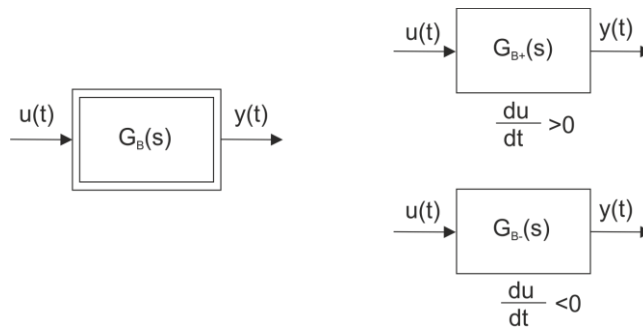 u(t)
G_B(s)
y(t)
u(t)
G_B+(s)
y(t)
du
dt
>0
u(t)
G_B-(s)
y(t)
du
dt
<0